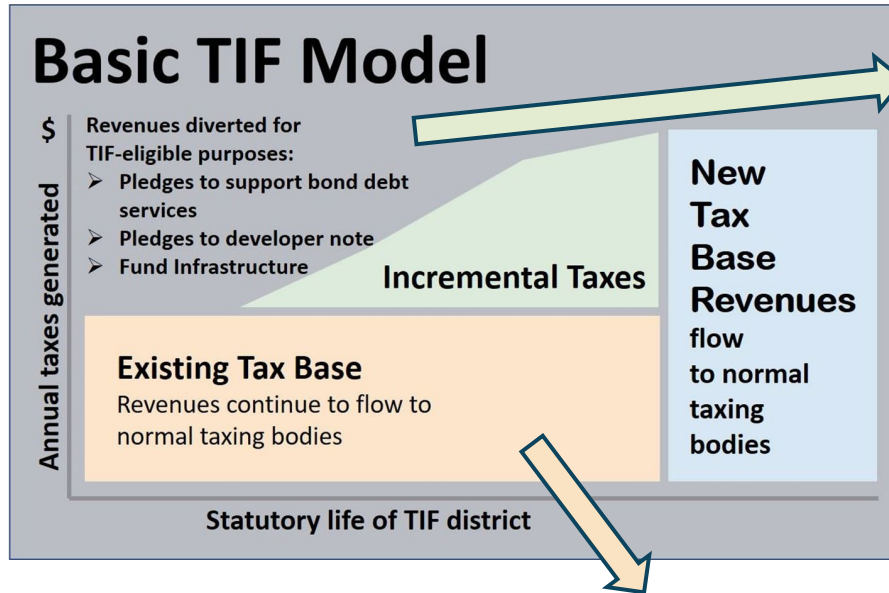 Basic TIF Model
$
Annual taxes generated
Revenues diverted for
TIF-eligible purposes:
➢ Pledges to support bond debt
services
➢ Pledges to developer note
➢ Fund Infrastructure
Incremental Taxes
Existing Tax Base
Revenues continue to flow to
normal taxing bodies
New
Tax
Base
Revenues
flow
to normal
taxing
bodies
Statutory life of TIF district